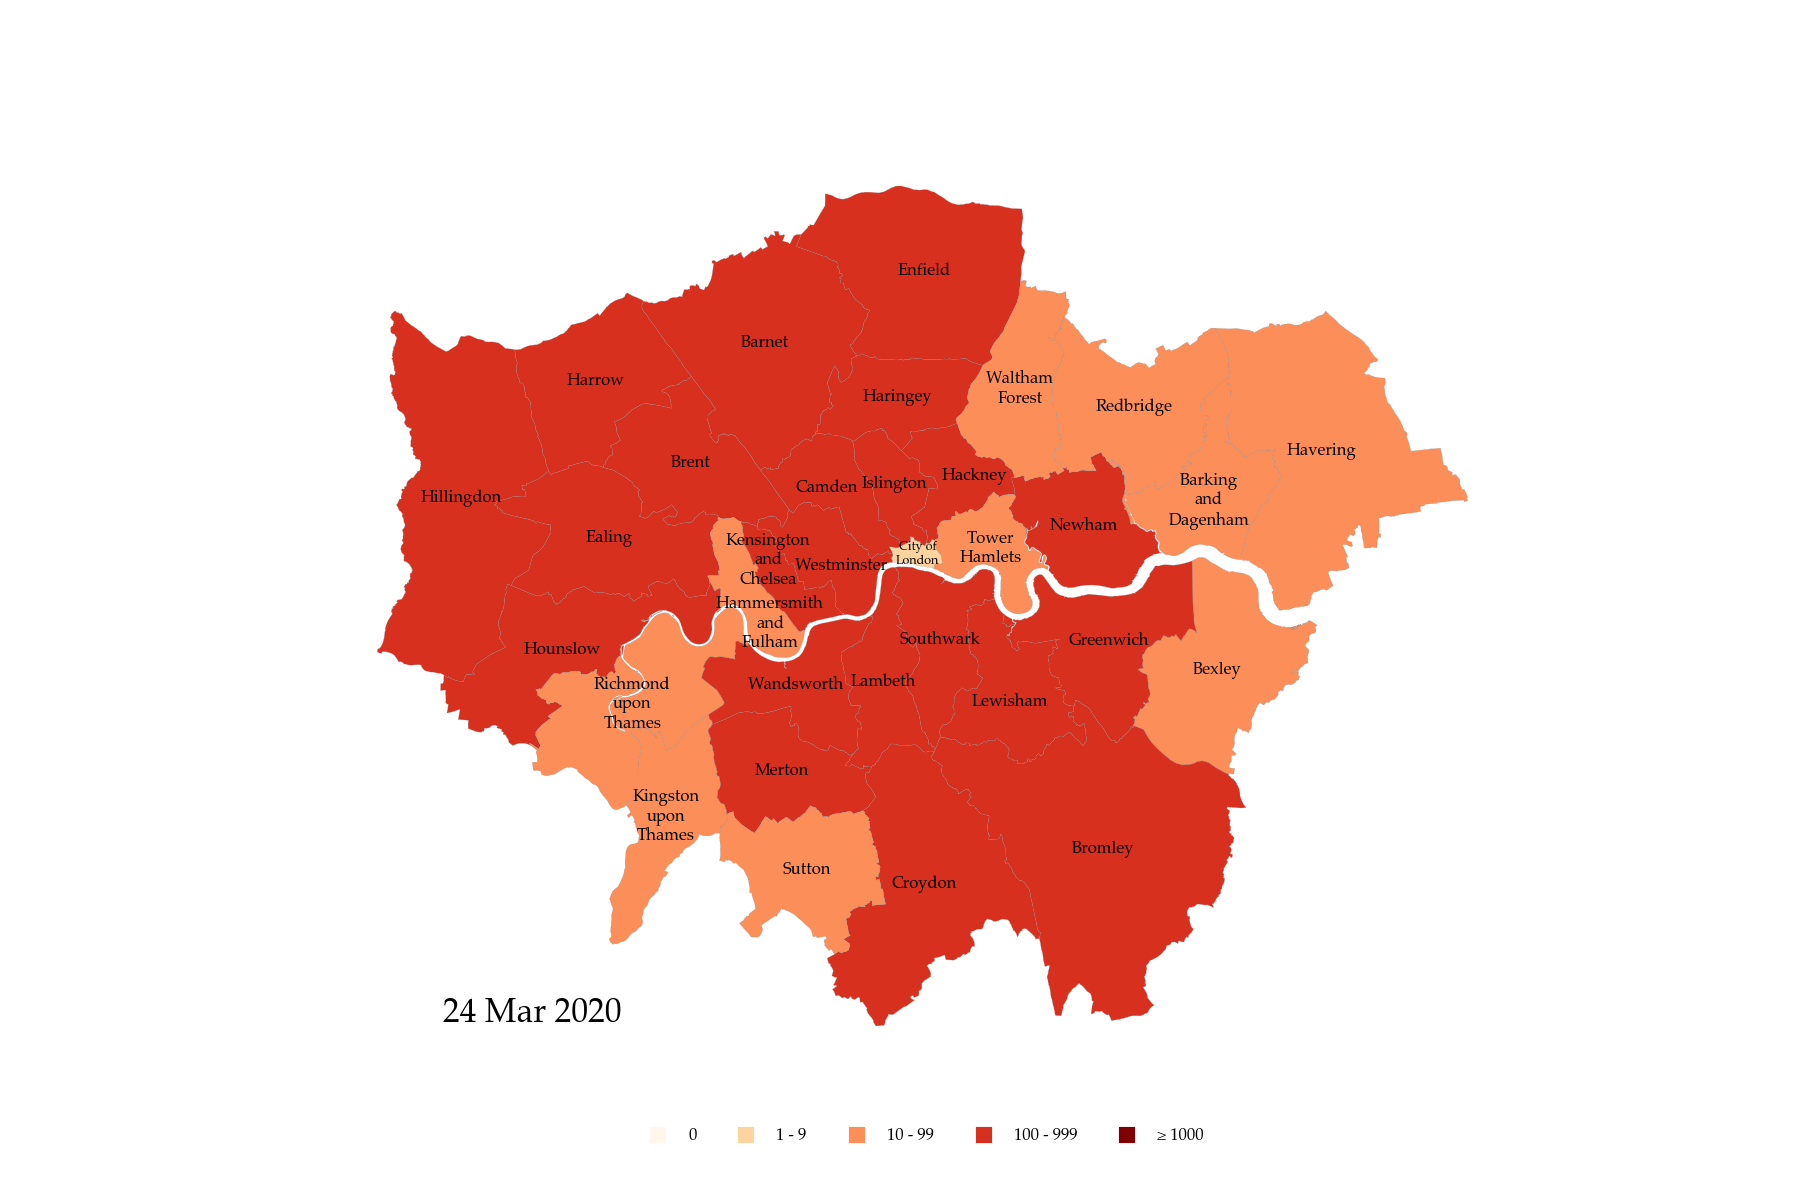 Enfield
Barnet
Harrow
Waltham
Forest
Haringey
Redbridge
Havering
Brent
Hackney
Camden
Islington
Barking
and
Dagenham
Hillingdon
Newham
Ealing
Kensington
and
Chelsea
Westminster
City of
London
Tower
Hamlets
Hammersmith
and
Fulham
Hounslow
Southwark
Greenwich
Bexley
Richmond
upon
Thames
Wandsworth
Lambeth
Lewisham
Merton
Kingston
upon
Thames
Bromley
Sutton
Croydon
24 Mar 2020
0 1 - 9 10 - 99 100 - 999 ≥ 1000